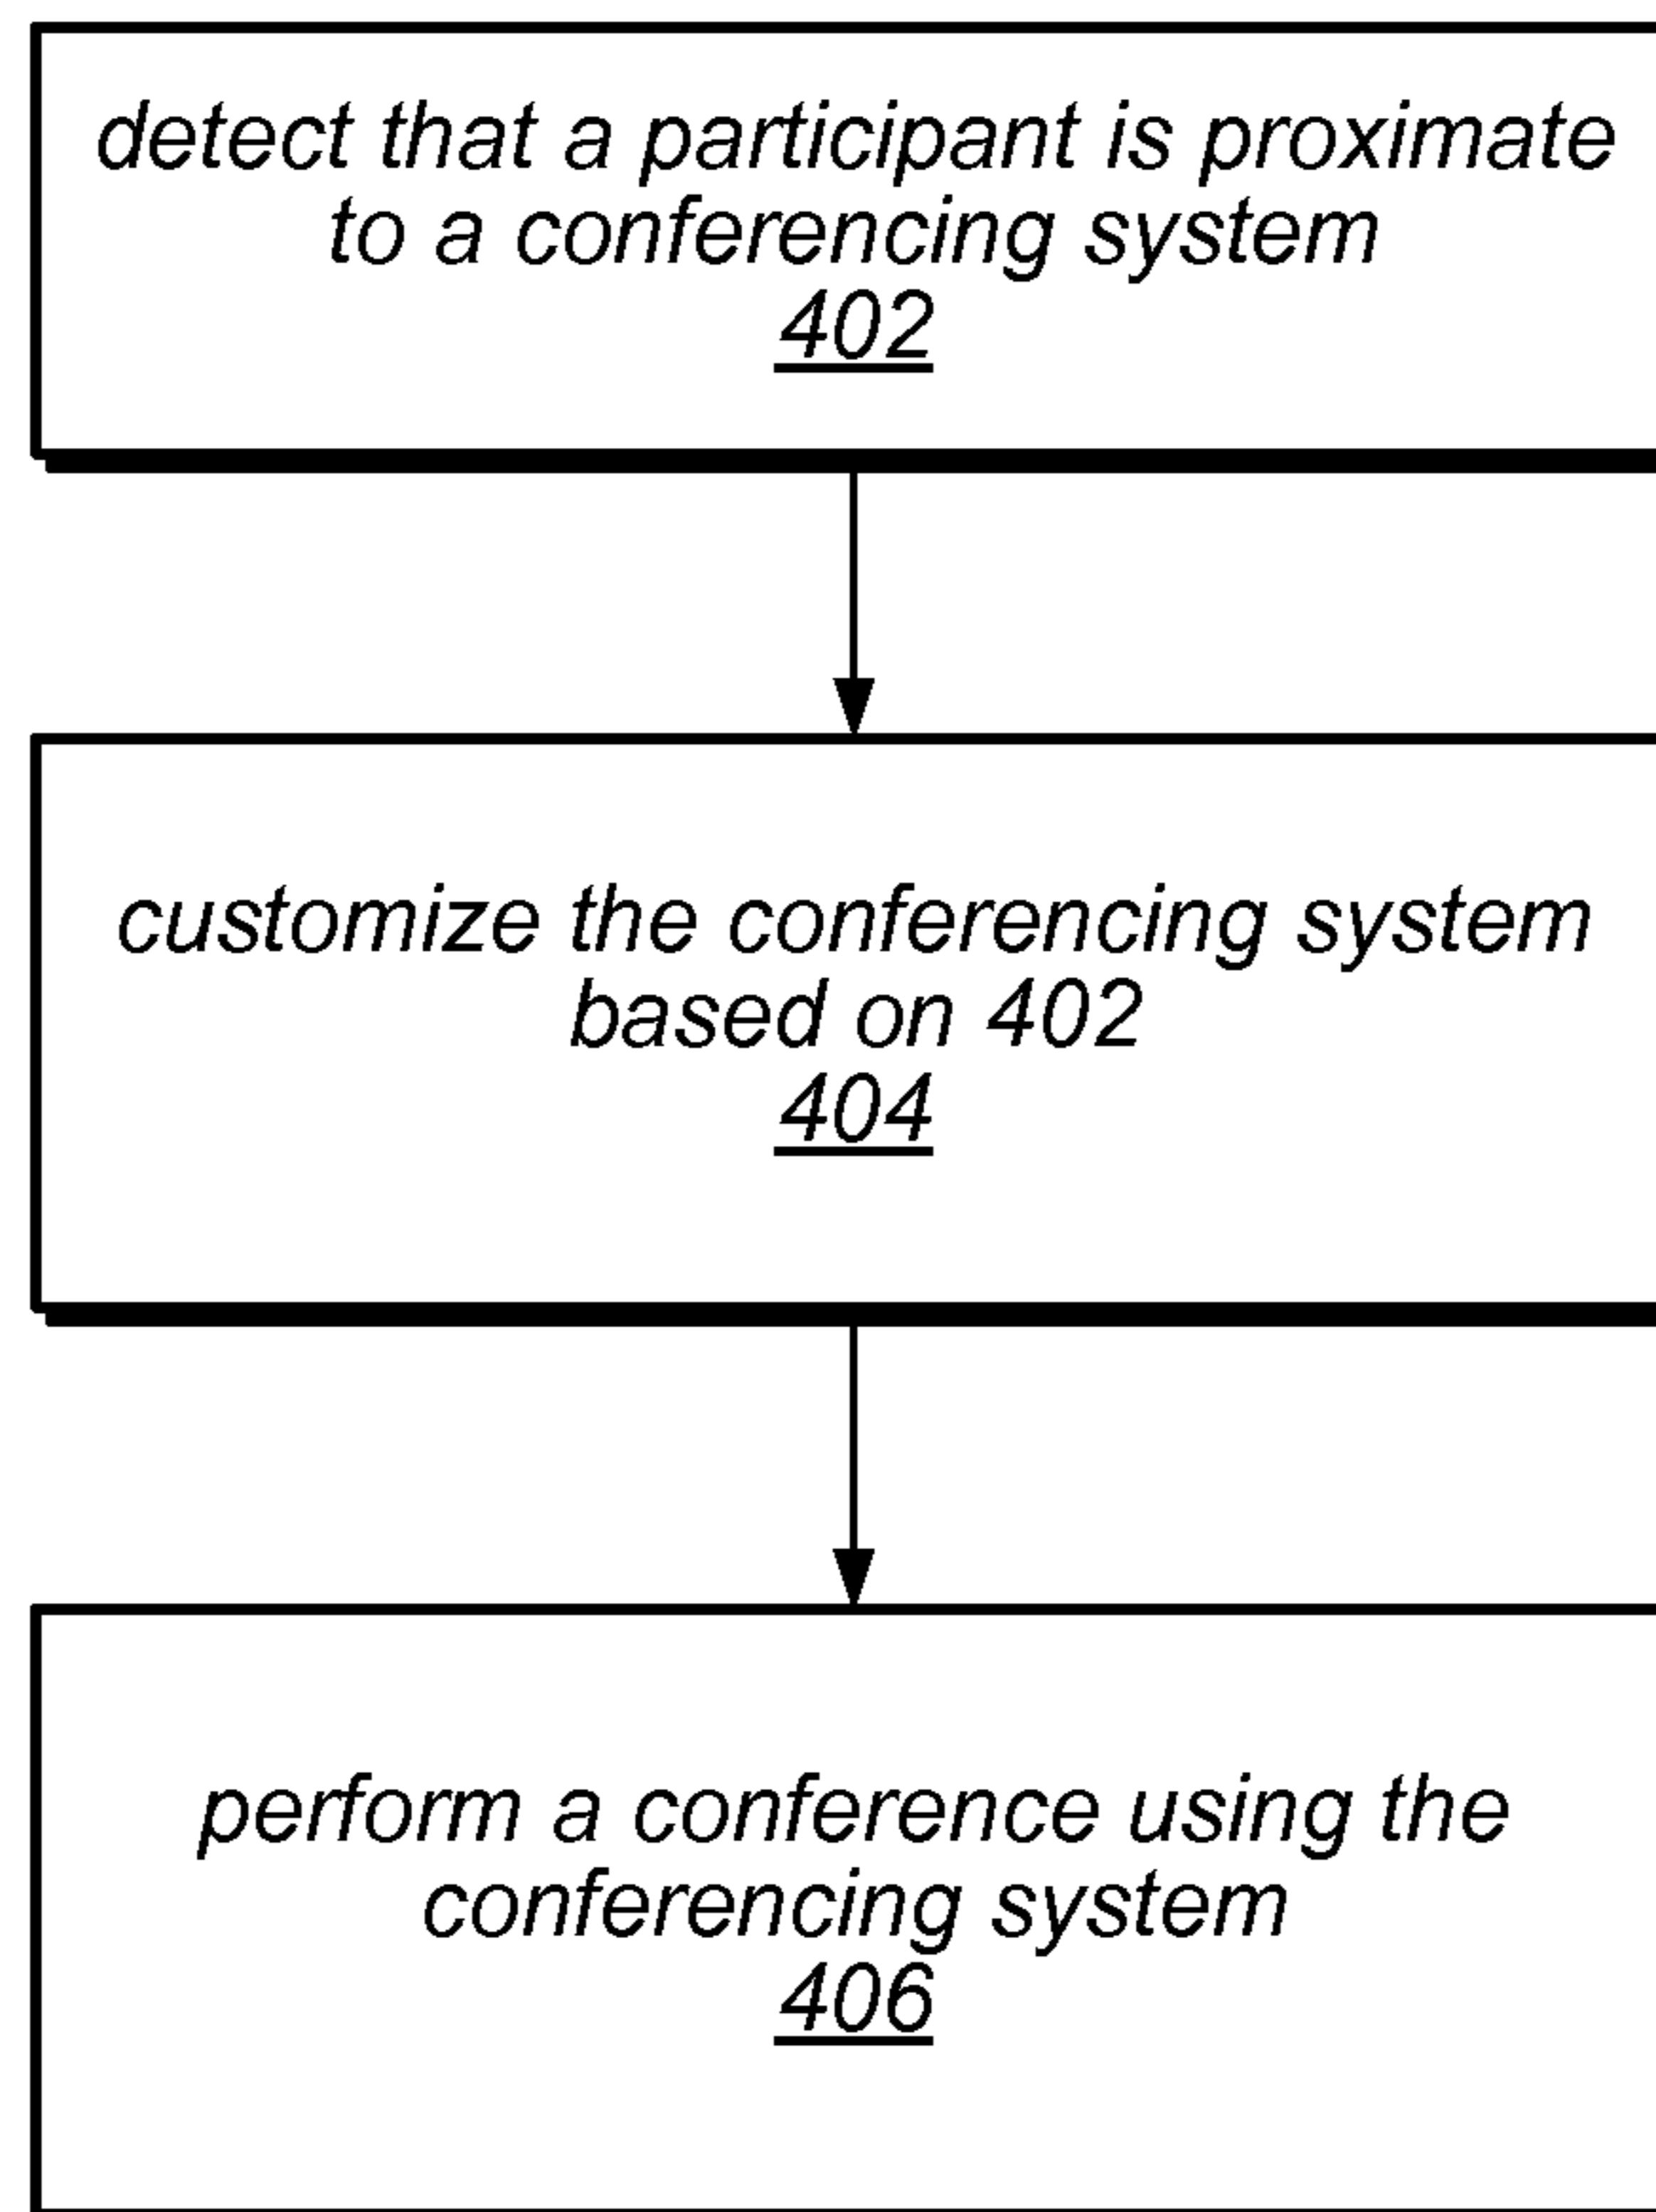 detect that a participant is proximate
to a conferencing system
402
customize the conferencing system
based on 402
404
perform a conference using the
conferencing system
406